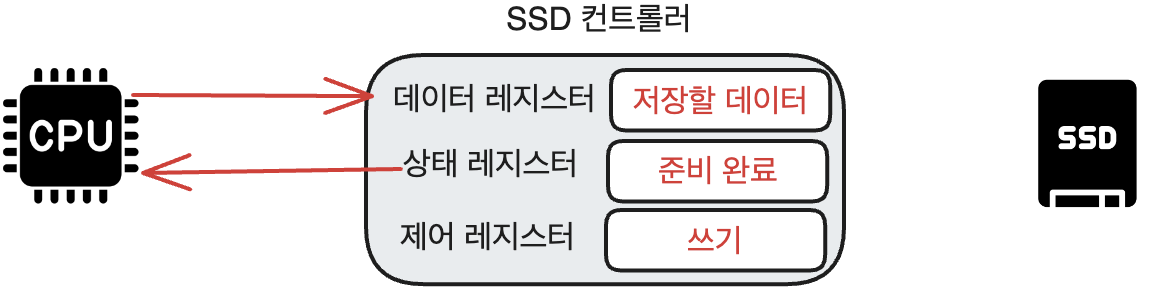 SSD 컨트롤러
CPU
데이터 레지스터 저장할 데이터
상태 레지스터 준비 완료
제어 레지스터 쓰기
SSD